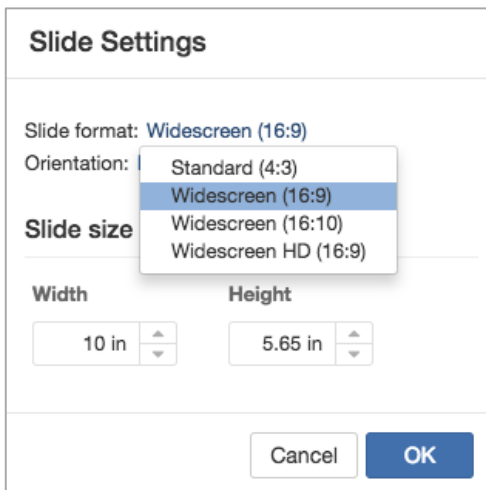 Slide Settings
Slide format: Widescreen (16:9)
Orientation:
Standard (4:3)
Widescreen (16:9)
Widescreen (16:10)
Widescreen HD (16:9)
Slide size
Width Height
10 in 5.65 in
Cancel OK